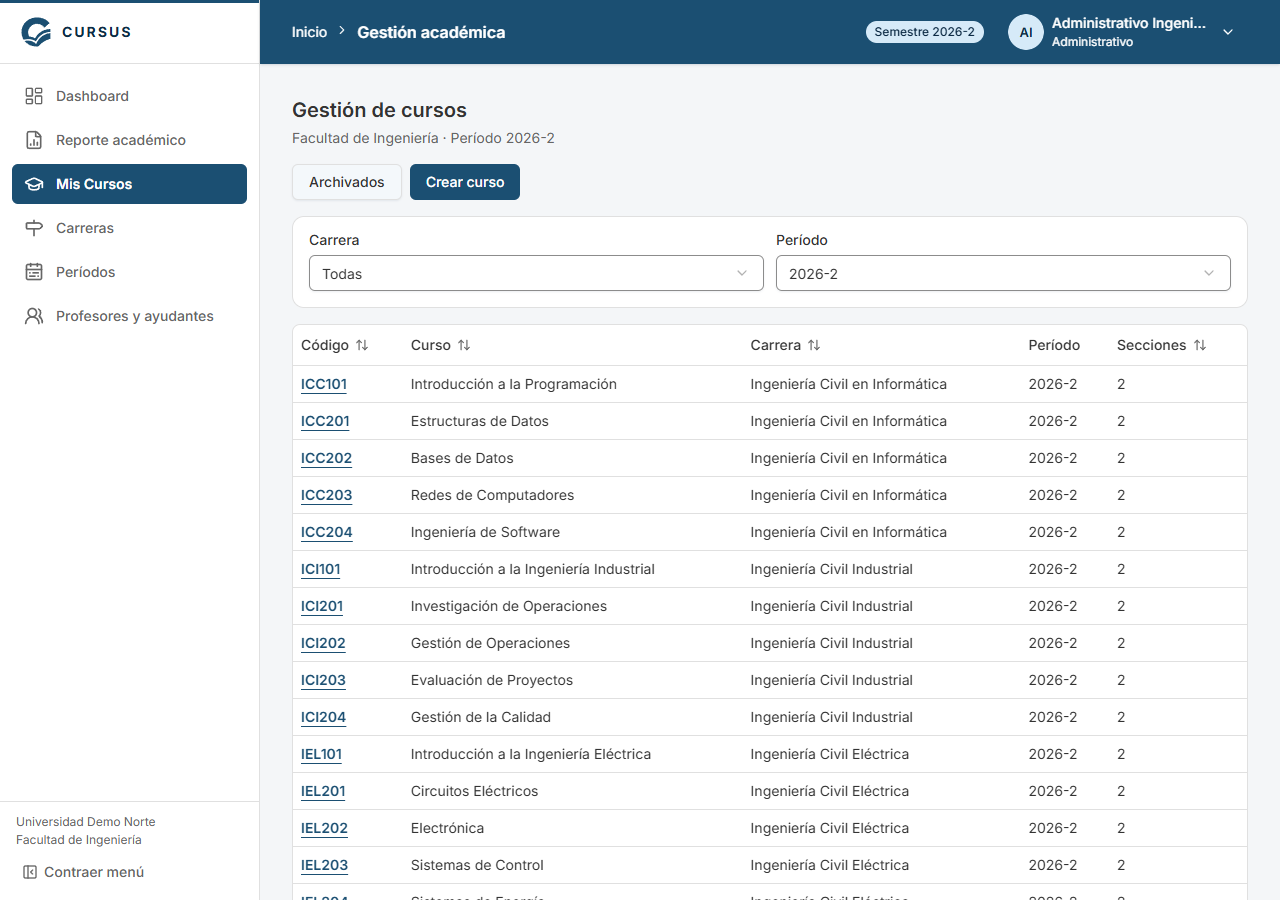 CURSUS
Inicio > Gestión académica
Semestre 2026-2
AI
Administrativo Ingeni...
Administrativo
Dashboard
Reporte académico
Mis Cursos
Carreras
Períodos
Profesores y ayudantes
Universidad Demo Norte
Facultad de Ingeniería
Contraer menú
Gestión de cursos
Facultad de Ingeniería · Período 2026-2
Archivados
Crear curso
Carrera
Período
Todas
2026-2
Código Curso Carrera Período Secciones
ICC101 Introducción a la Programación Ingeniería Civil en Informática 2026-2 2
ICC201 Estructuras de Datos Ingeniería Civil en Informática 2026-2 2
ICC202 Bases de Datos Ingeniería Civil en Informática 2026-2 2
ICC203 Redes de Computadores Ingeniería Civil en Informática 2026-2 2
ICC204 Ingeniería de Software Ingeniería Civil en Informática 2026-2 2
ICI101 Introducción a la Ingeniería Industrial Ingeniería Civil Industrial 2026-2 2
ICI201 Investigación de Operaciones Ingeniería Civil Industrial 2026-2 2
ICI202 Gestión de Operaciones Ingeniería Civil Industrial 2026-2 2
ICI203 Evaluación de Proyectos Ingeniería Civil Industrial 2026-2 2
ICI204 Gestión de la Calidad Ingeniería Civil Industrial 2026-2 2
IEL101 Introducción a la Ingeniería Eléctrica Ingeniería Civil Eléctrica 2026-2 2
IEL201 Circuitos Eléctricos Ingeniería Civil Eléctrica 2026-2 2
IEL202 Electrónica Ingeniería Civil Eléctrica 2026-2 2
IEL203 Sistemas de Control Ingeniería Civil Eléctrica 2026-2 2